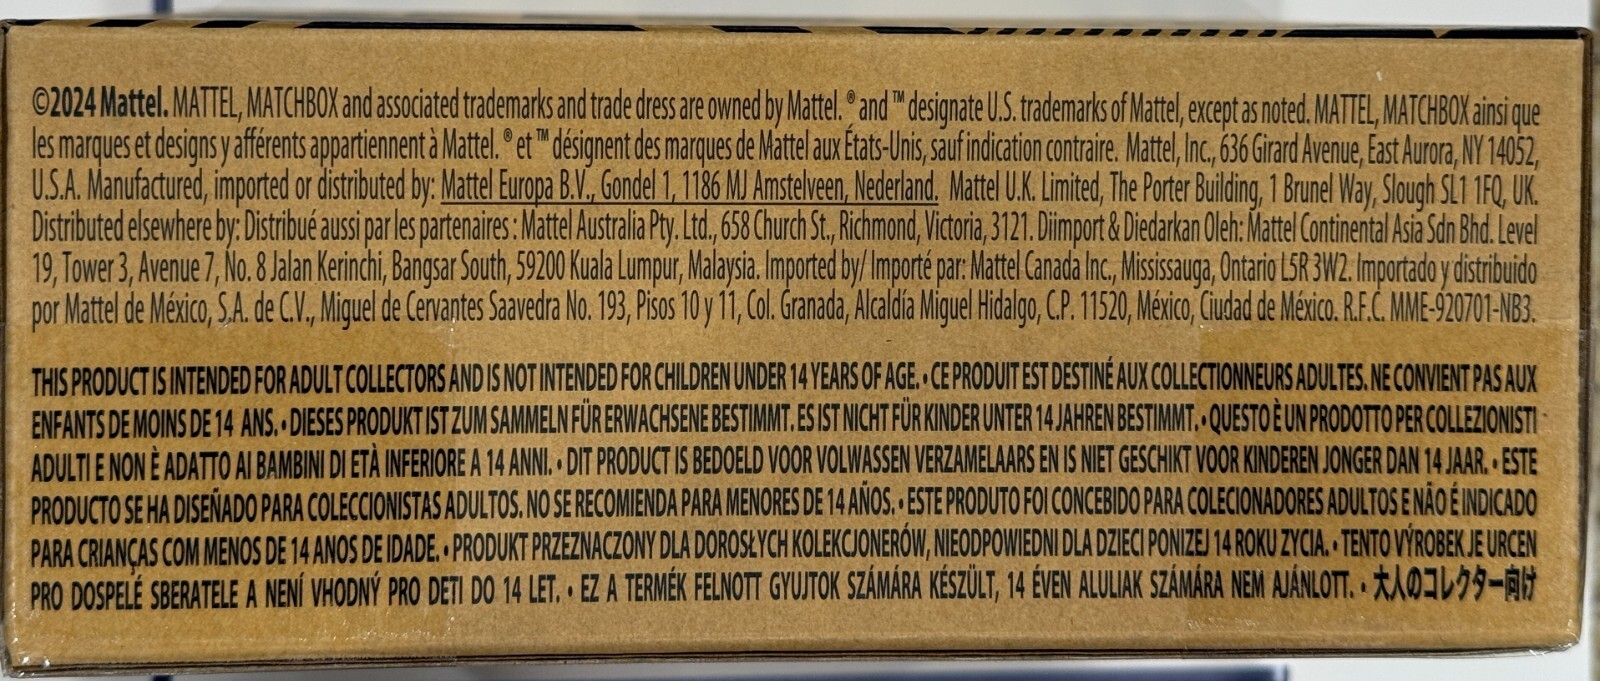 ©2024 Mattel. MATTEL, MATCHBOX and associated trademarks and trade dress are owned by Mattel. ® and ™ designate U.S. trademarks of Mattel, except as noted. MATTEL, MATCHBOX ainsi que
les marques et designs y afférents appartiennent à Mattel. ® et ™ désignent des marques de Mattel aux États-Unis, sauf indication contraire. Mattel, Inc., 636 Girard Avenue, East Aurora, NY 14052,
U.S.A. Manufactured, imported or distributed by: Mattel Europa B.V., Gondel 1, 1186 MJ Amstelveen, Nederland. Mattel U.K. Limited, The Porter Building, 1 Brunel Way, Slough SL1 1FQ, UK.
Distributed elsewhere by: Distribué aussi par les partenaires : Mattel Australia Pty. Ltd., 658 Church St., Richmond, Victoria, 3121. Diimport & Diedarkan Oleh: Mattel Continental Asia Sdn Bhd. Level
19, Tower 3, Avenue 7, No. 8 Jalan Kerinchi, Bangsar South, 59200 Kuala Lumpur, Malaysia. Imported by/ Importé par: Mattel Canada Inc., Mississauga, Ontario L5R 3W2. Importado y distribuido
por Mattel de México, S.A. de C.V., Miguel de Cervantes Saavedra No. 193, Pisos 10 y 11, Col. Granada, Alcaldía Miguel Hidalgo, C.P. 11520, México, Ciudad de México. R.F.C. MME-920701-NB3.
THIS PRODUCT IS INTENDED FOR ADULT COLLECTORS AND IS NOT INTENDED FOR CHILDREN UNDER 14 YEARS OF AGE. • CE PRODUIT EST DESTINÉ AUX COLLECTIONNEURS ADULTES. NE CONVIENT PAS AUX
ENFANTS DE MOINS DE 14 ANS. • DIESES PRODUKT IST ZUM SAMMELN FÜR ERWACHSENE BESTIMMT. ES IST NICHT FÜR KINDER UNTER 14 JAHREN BESTIMMT. • QUESTO È UN PRODOTTO PER COLLEZIONISTI
ADULTI E NON È ADATTO AI BAMBINI DI ETÀ INFERIORE A 14 ANNI. • DIT PRODUCT IS BEDOELD VOOR VOLWASSEN VERZAMELAARS EN IS NIET GESCHIKT VOOR KINDEREN JONGER DAN 14 JAAR. • ESTE
PRODUCTO SE HA DISEÑADO PARA COLECCIONISTAS ADULTOS. NO SE RECOMIENDA PARA MENORES DE 14 AÑOS. • ESTE PRODUTO FOI CONCEBIDO PARA COLECIONADORES ADULTOS E NÃO É INDICADO
PARA CRIANÇAS COM MENOS DE 14 ANOS DE IDADE. • PRODUKT PRZEZNACZONY DLA DOROSŁYCH KOLEKCJONERÓW, NIEODPOWIEDNI DLA DZIECI PONIZEJ 14 ROKU ZYCIA. • TENTO VÝROBEK JE URCEN
PRO DOSPELÉ SBERATELE A NENÍ VHODNÝ PRO DETI DO 14 LET. • EZ A TERMÉK FELNOTT GYUJTOK SZÁMÁRA KÉSZÜLT, 14 ÉVEN ALULIAK SZÁMÁRA NEM AJÁNLOTT. • 大人のコレクター向け